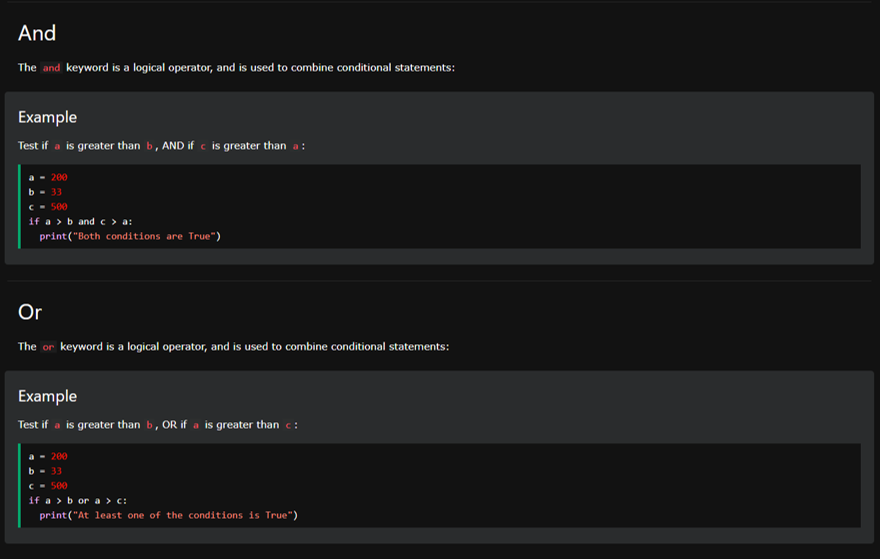 And
The and keyword is a logical operator, and is used to combine conditional statements:
Example
Test if a is greater than b, AND if c is greater than a:
a = 200
b = 33
c = 500
if a > b and c > a:
  print("Both conditions are True")
Or
The or keyword is a logical operator, and is used to combine conditional statements:
Example
Test if a is greater than b, OR if a is greater than c:
a = 200
b = 33
c = 500
if a > b or a > c:
  print("At least one of the conditions is True")